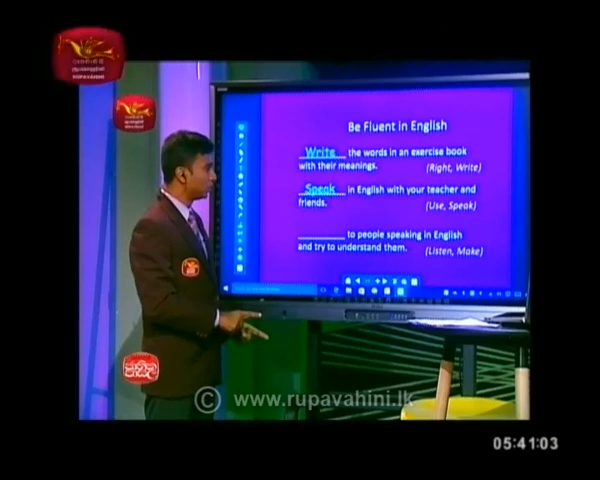 Be Fluent in English
Write the words in an exercise book
with their meanings. (Right, Write)
Speak in English with your teacher and
friends. (Use, Speak)
__________ to people speaking in English
and try to understand them. (Listen, Make)
© www.rupavahini.lk
05:41:03